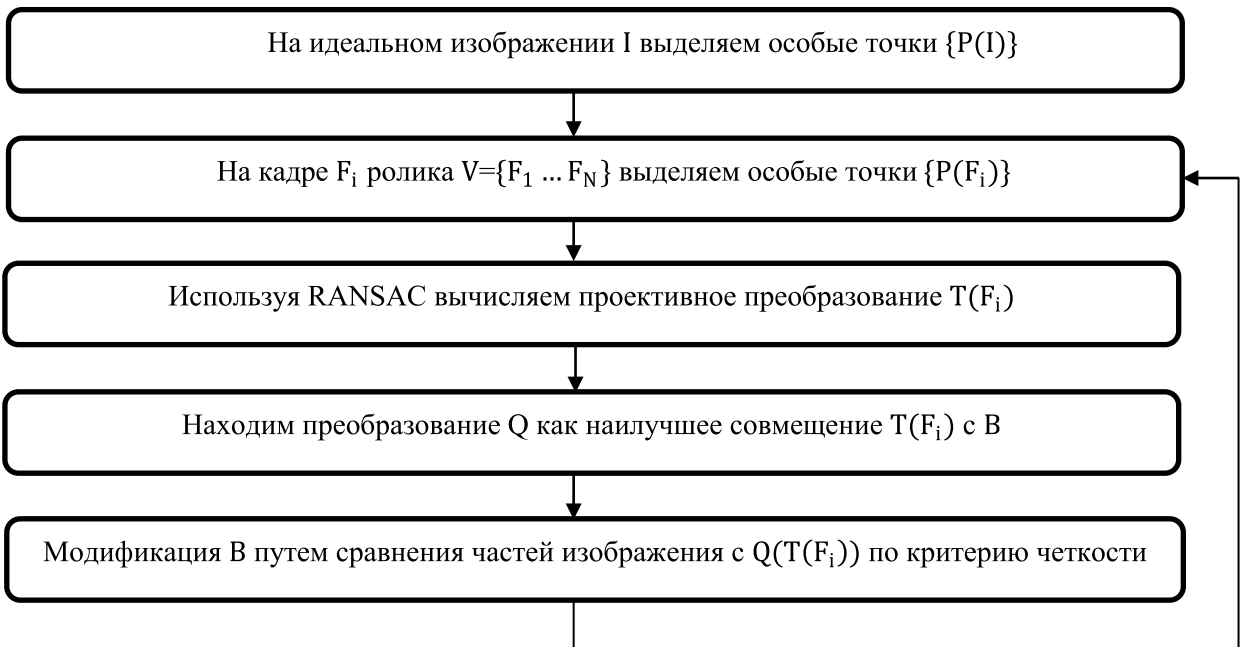 На идеальном изображении I выделяем особые точки {P(I)}
На кадре Fᵢ ролика V={F₁ … F_N} выделяем особые точки {P(Fᵢ)}
Используя RANSAC вычисляем проективное преобразование T(Fᵢ)
Находим преобразование Q как наилучшее совмещение T(Fᵢ) с B
Модификация B путем сравнения частей изображения с Q(T(Fᵢ)) по критерию четкости